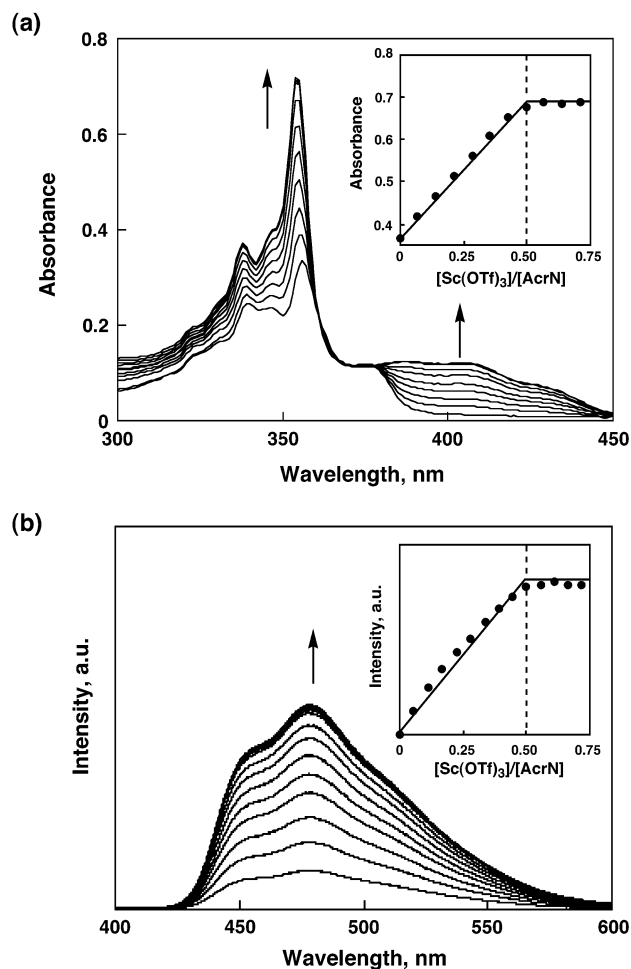 (a)
0.8
0.6
0.4
0.2
0
Absorbance
300
350
400
450
Wavelength, nm
0.8
0.7
0.6
0.5
0.4
Absorbance
0
0.25
0.50
0.75
[Sc(OTf)3]/[AcrN]
(b)
Intensity, a.u.
400
450
500
550
600
Wavelength, nm
Intensity, a.u.
0
0.25
0.50
0.75
[Sc(OTf)3]/[AcrN]